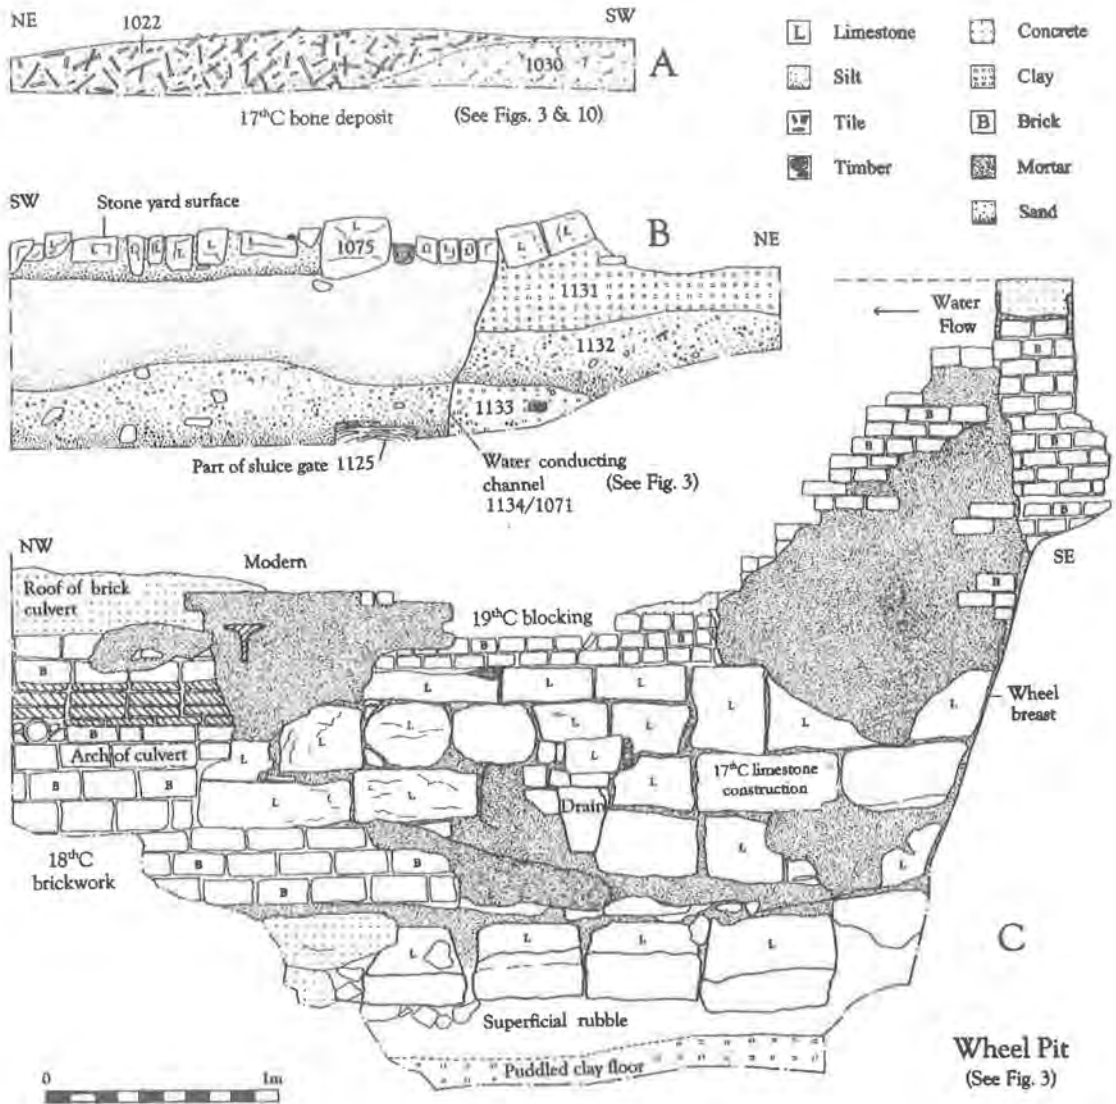 NE
1022
SW
1030
A
17thC bone deposit
(See Figs. 3 & 10)
L Limestone
Silt
Tile
Timber
Concrete
Clay
B Brick
Mortar
Sand
SW
Stone yard surface
L
L
L
L
L
L
1075
L
L
B
NE
1131
1132
1133
Part of sluice gate 1125
Water conducting
channel
1134/1071
(See Fig. 3)
Water
Flow
B
B
B
B
B
B
SE
NW
Modern
Roof of brick
culvert
19thC blocking
B
B
B
L
L
L
L
L
L
L
L
L
L
Wheel
breast
B
Arch of culvert
L
L
L
L
L
17thC limestone
construction
B
B
Drain
L
L
18thC
brickwork
B
B
B
L
L
L
L
C
Superficial rubble
Puddled clay floor
Wheel Pit
(See Fig. 3)
0
1m